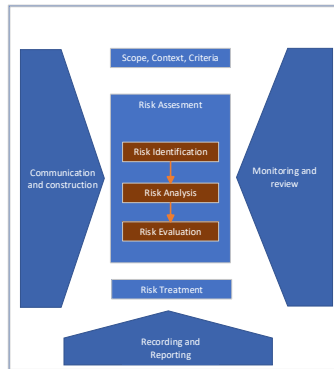 Scope, Context, Criteria
Risk Assesment
Risk Identification
Communication
and construction
Monitoring and
review
Risk Analysis
Risk Evaluation
Risk Treatment
Recording and
Reporting